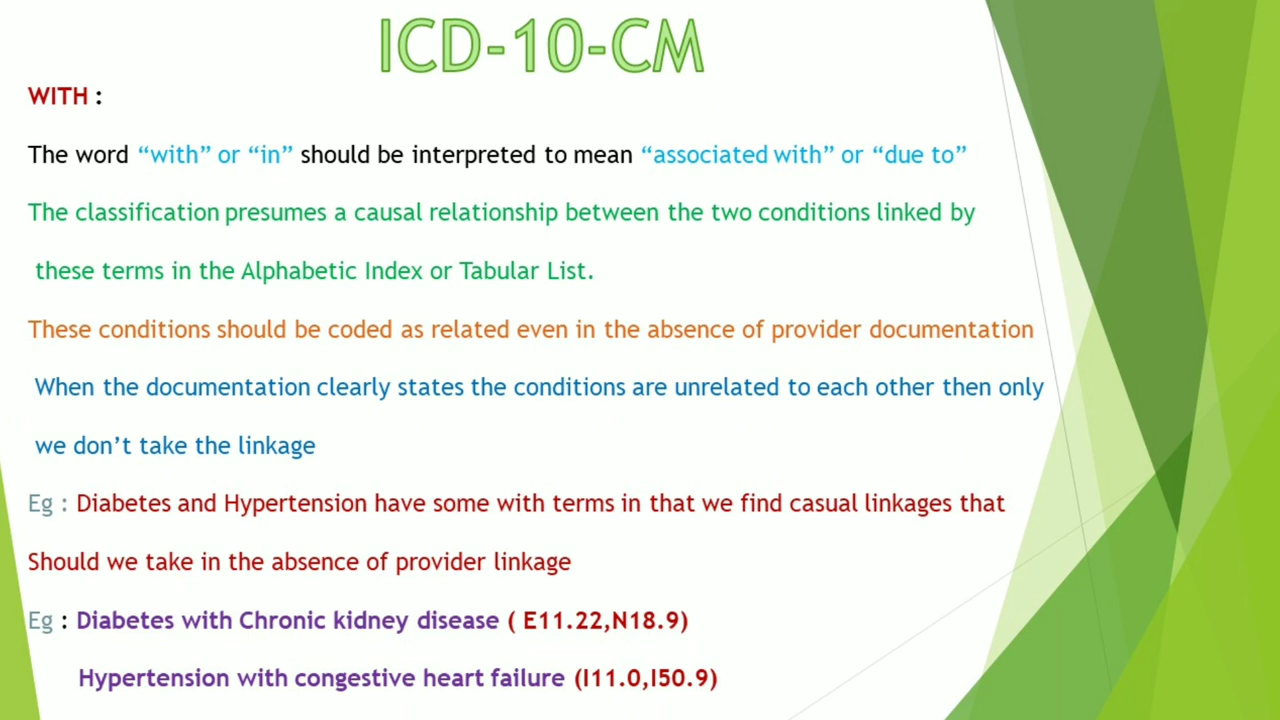 ICD-10-CM
WITH :
The word “with” or “in” should be interpreted to mean “associated with” or “due to”
The classification presumes a causal relationship between the two conditions linked by
these terms in the Alphabetic Index or Tabular List.
These conditions should be coded as related even in the absence of provider documentation
When the documentation clearly states the conditions are unrelated to each other then only
we don’t take the linkage
Eg : Diabetes and Hypertension have some with terms in that we find casual linkages that
Should we take in the absence of provider linkage
Eg : Diabetes with Chronic kidney disease ( E11.22,N18.9)
Hypertension with congestive heart failure (I11.0,I50.9)